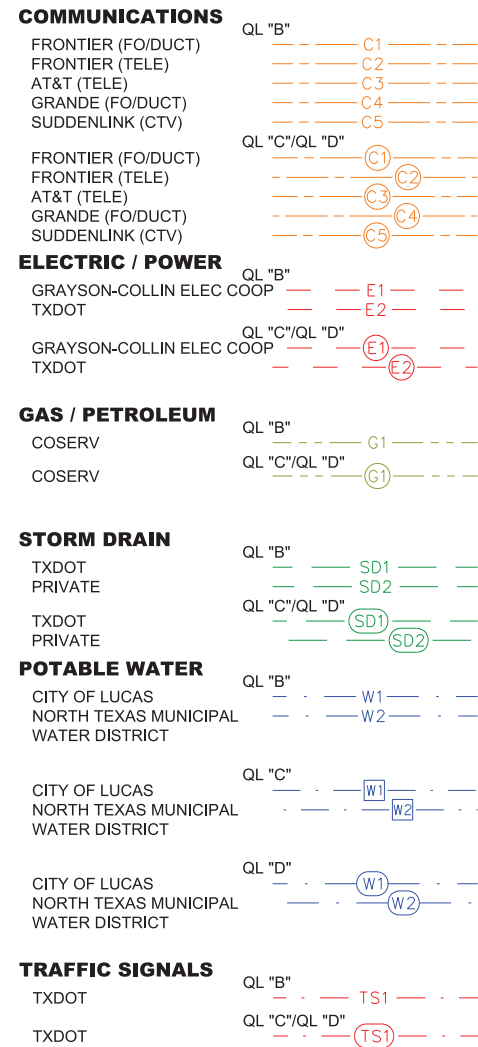 COMMUNICATIONS
QL "B"
FRONTIER (FO/DUCT) C1
FRONTIER (TELE) C2
AT&T (TELE) C3
GRANDE (FO/DUCT) C4
SUDDENLINK (CTV) C5
QL "C"/QL "D"
FRONTIER (FO/DUCT) C1
FRONTIER (TELE) C2
AT&T (TELE) C3
GRANDE (FO/DUCT) C4
SUDDENLINK (CTV) C5
ELECTRIC / POWER
QL "B"
GRAYSON-COLLIN ELEC COOP E1
TXDOT E2
QL "C"/QL "D"
GRAYSON-COLLIN ELEC COOP E1
TXDOT E2
GAS / PETROLEUM
QL "B"
COSERV G1
QL "C"/QL "D"
COSERV G1
STORM DRAIN
QL "B"
TXDOT SD1
PRIVATE SD2
QL "C"/QL "D"
TXDOT SD1
PRIVATE SD2
POTABLE WATER
QL "B"
CITY OF LUCAS W1
NORTH TEXAS MUNICIPAL W2
WATER DISTRICT
QL "C"
CITY OF LUCAS W1
NORTH TEXAS MUNICIPAL W2
WATER DISTRICT
QL "D"
CITY OF LUCAS W1
NORTH TEXAS MUNICIPAL W2
WATER DISTRICT
TRAFFIC SIGNALS
QL "B"
TXDOT TS1
QL "C"/QL "D"
TXDOT TS1